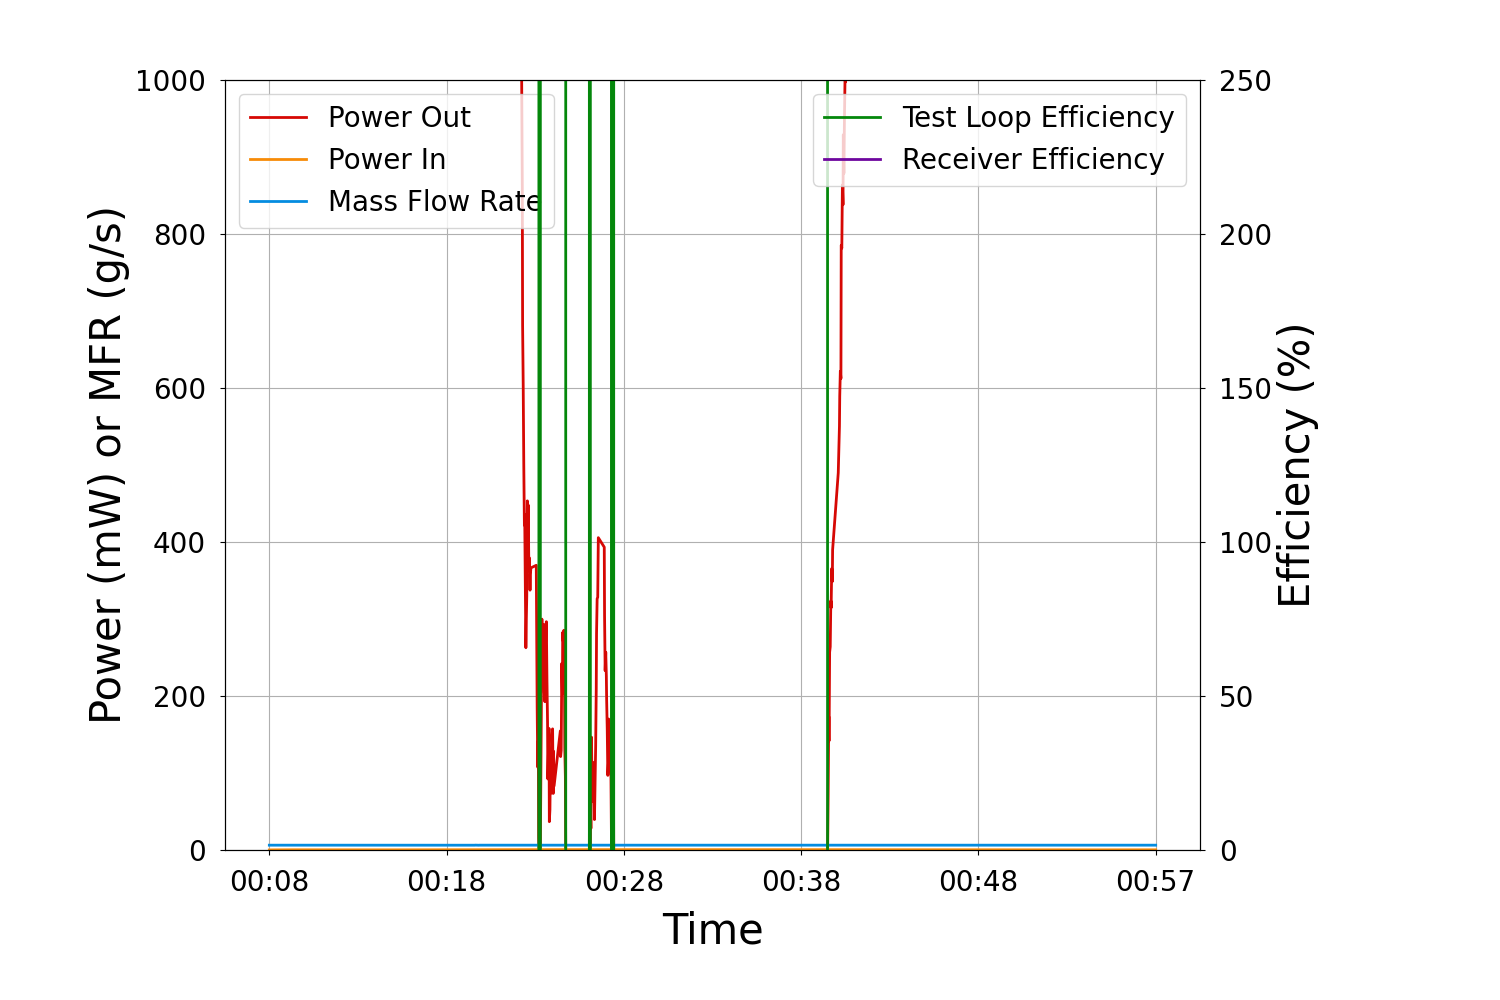 1000
800
600
400
200
0
Power (mW) or MFR (g/s)
Power Out
Power In
Mass Flow Rate
Test Loop Efficiency
Receiver Efficiency
250
200
150
100
50
0
Efficiency (%)
00:08 00:18 00:28 00:38 00:48 00:57
Time